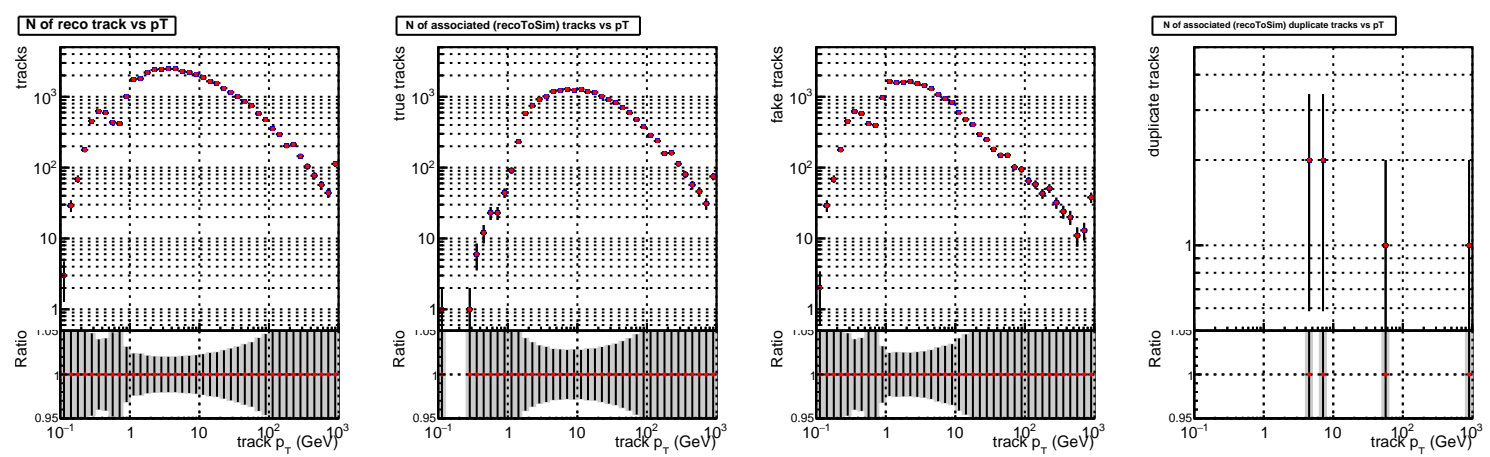 N of reco track vs pT
tracks
10³
10²
10
1
Ratio
1.05
1
0.95
10⁻¹ 1 10 10² 10³
track p_T (GeV)
N of associated (recoToSim) tracks vs pT
true tracks
10³
10²
10
1
Ratio
1.05
1
0.95
10⁻¹ 1 10 10² 10³
track p_T (GeV)
fake tracks
10³
10²
10
1
Ratio
1.05
1
0.95
10⁻¹ 1 10 10² 10³
track p_T (GeV)
N of associated (recoToSim) duplicate tracks vs pT
duplicate tracks
1
Ratio
1.05
1
0.95
10⁻¹ 1 10 10² 10³
track p_T (GeV)